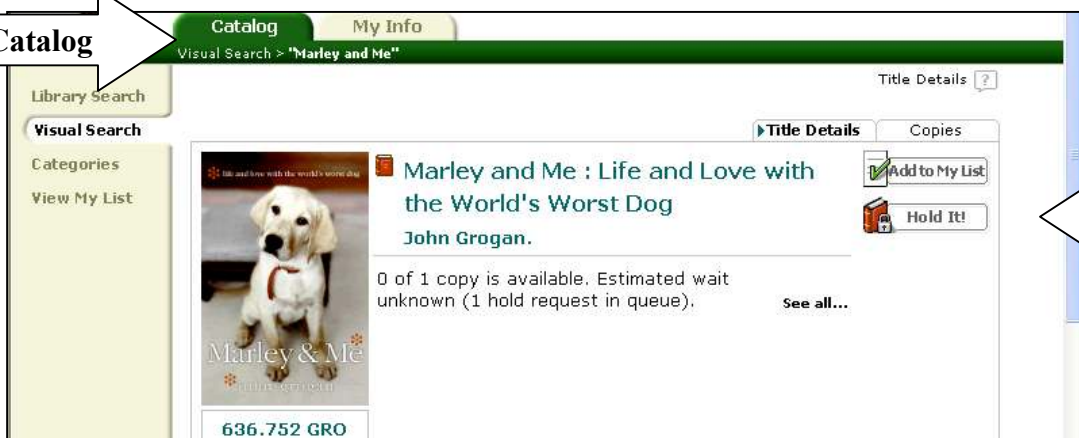 Catalog
My Info
Catalog
Visual Search > "Marley and Me"
Title Details ?
Library Search
Visual Search
Categories
View My List
Title Details
Copies
life and love with the world's worst dog
Marley and Me : Life and Love with
the World's Worst Dog
John Grogan.
Add to My List
Hold It!
0 of 1 copy is available. Estimated wait
unknown (1 hold request in queue).
See all...
Marley & Me
john grogan
636.752 GRO